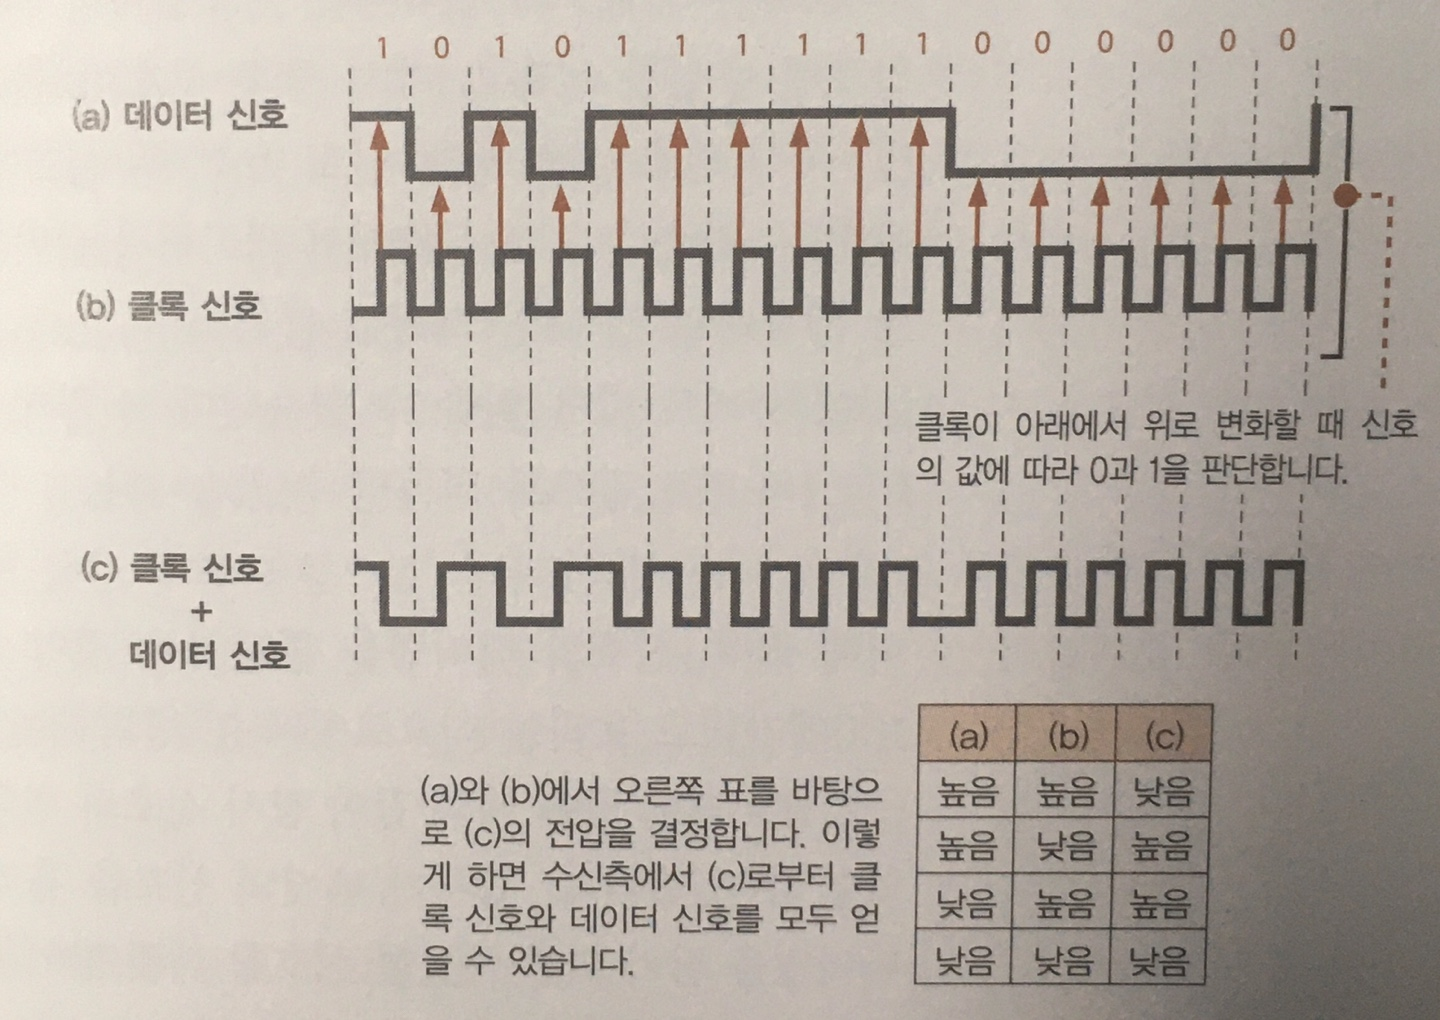 1 0 1 0 1 1 1 1 1 1 0 0 0 0 0 0
(a) 데이터 신호
(b) 클록 신호
클록이 아래에서 위로 변화할 때 신호
의 값에 따라 0과 1을 판단합니다.
(c) 클록 신호
+
데이터 신호
(a)와 (b)에서 오른쪽 표를 바탕으
로 (c)의 전압을 결정합니다. 이렇
게 하면 수신측에서 (c)로부터 클
록 신호와 데이터 신호를 모두 얻
을 수 있습니다.
(a) (b) (c)
높음 높음 낮음
높음 낮음 높음
낮음 높음 높음
낮음 낮음 낮음